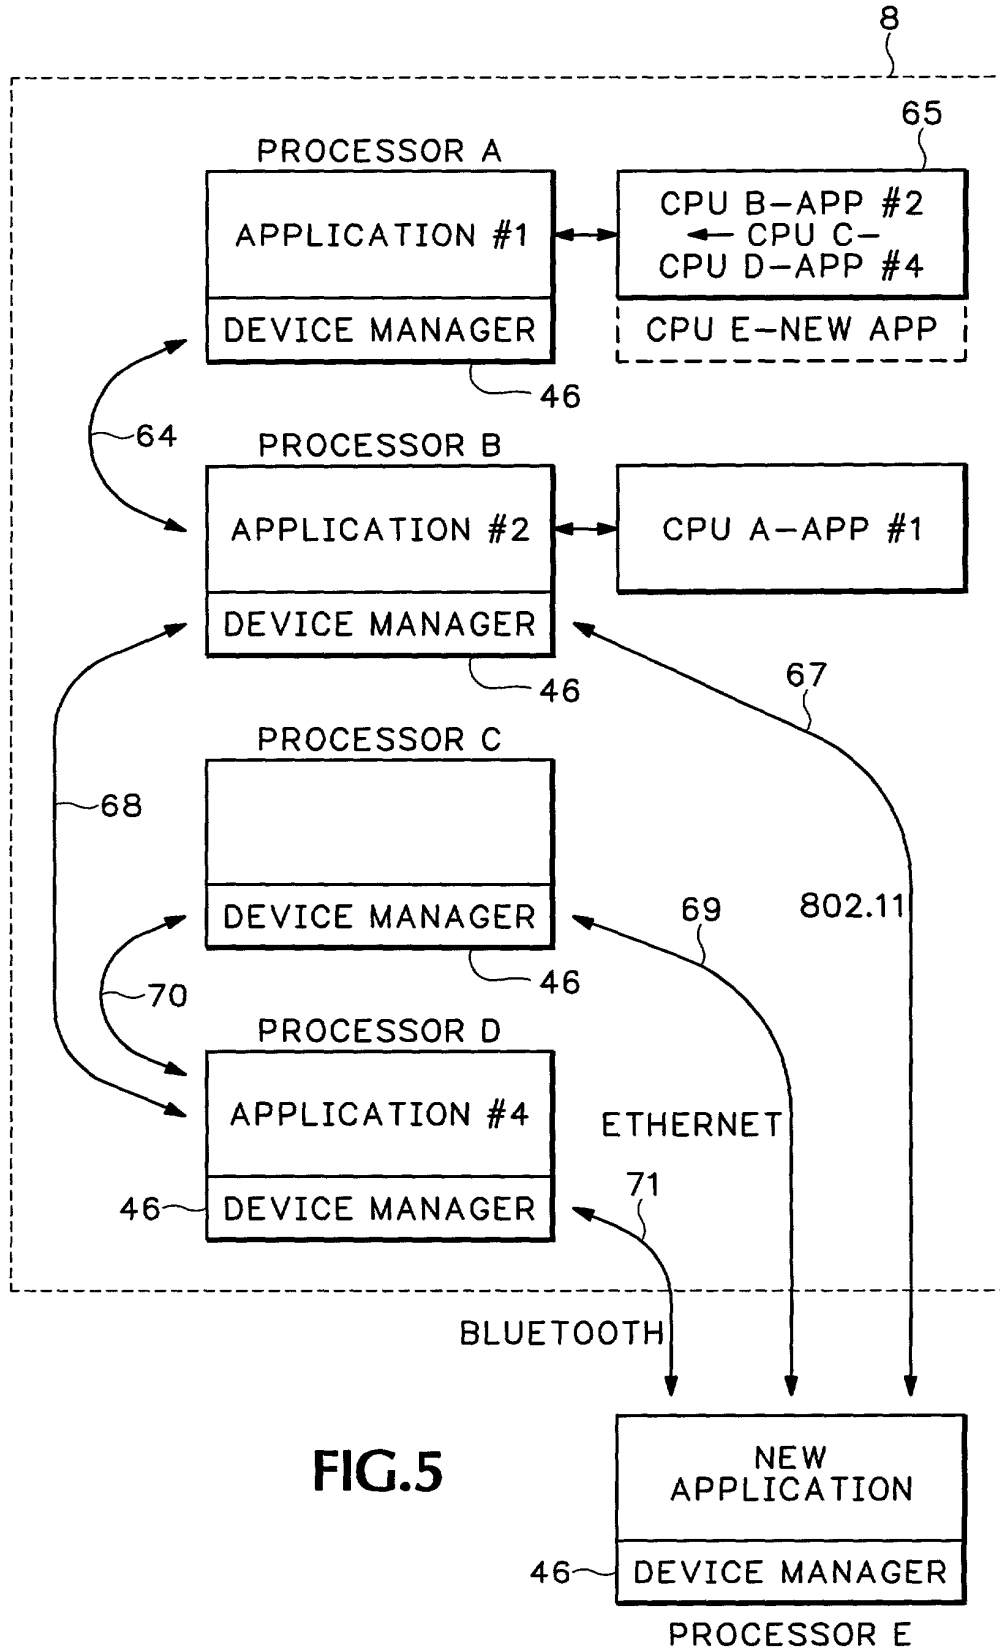 8
65
PROCESSOR A
APPLICATION #1
DEVICE MANAGER
46
CPU B-APP #2
CPU C-
CPU D-APP #4
CPU E-NEW APP
64
PROCESSOR B
APPLICATION #2
DEVICE MANAGER
46
CPU A-APP #1
67
68
PROCESSOR C
DEVICE MANAGER
46
69
802.11
70
PROCESSOR D
APPLICATION #4
46
DEVICE MANAGER
ETHERNET
71
BLUETOOTH
FIG.5
NEW
APPLICATION
46
DEVICE MANAGER
PROCESSOR E